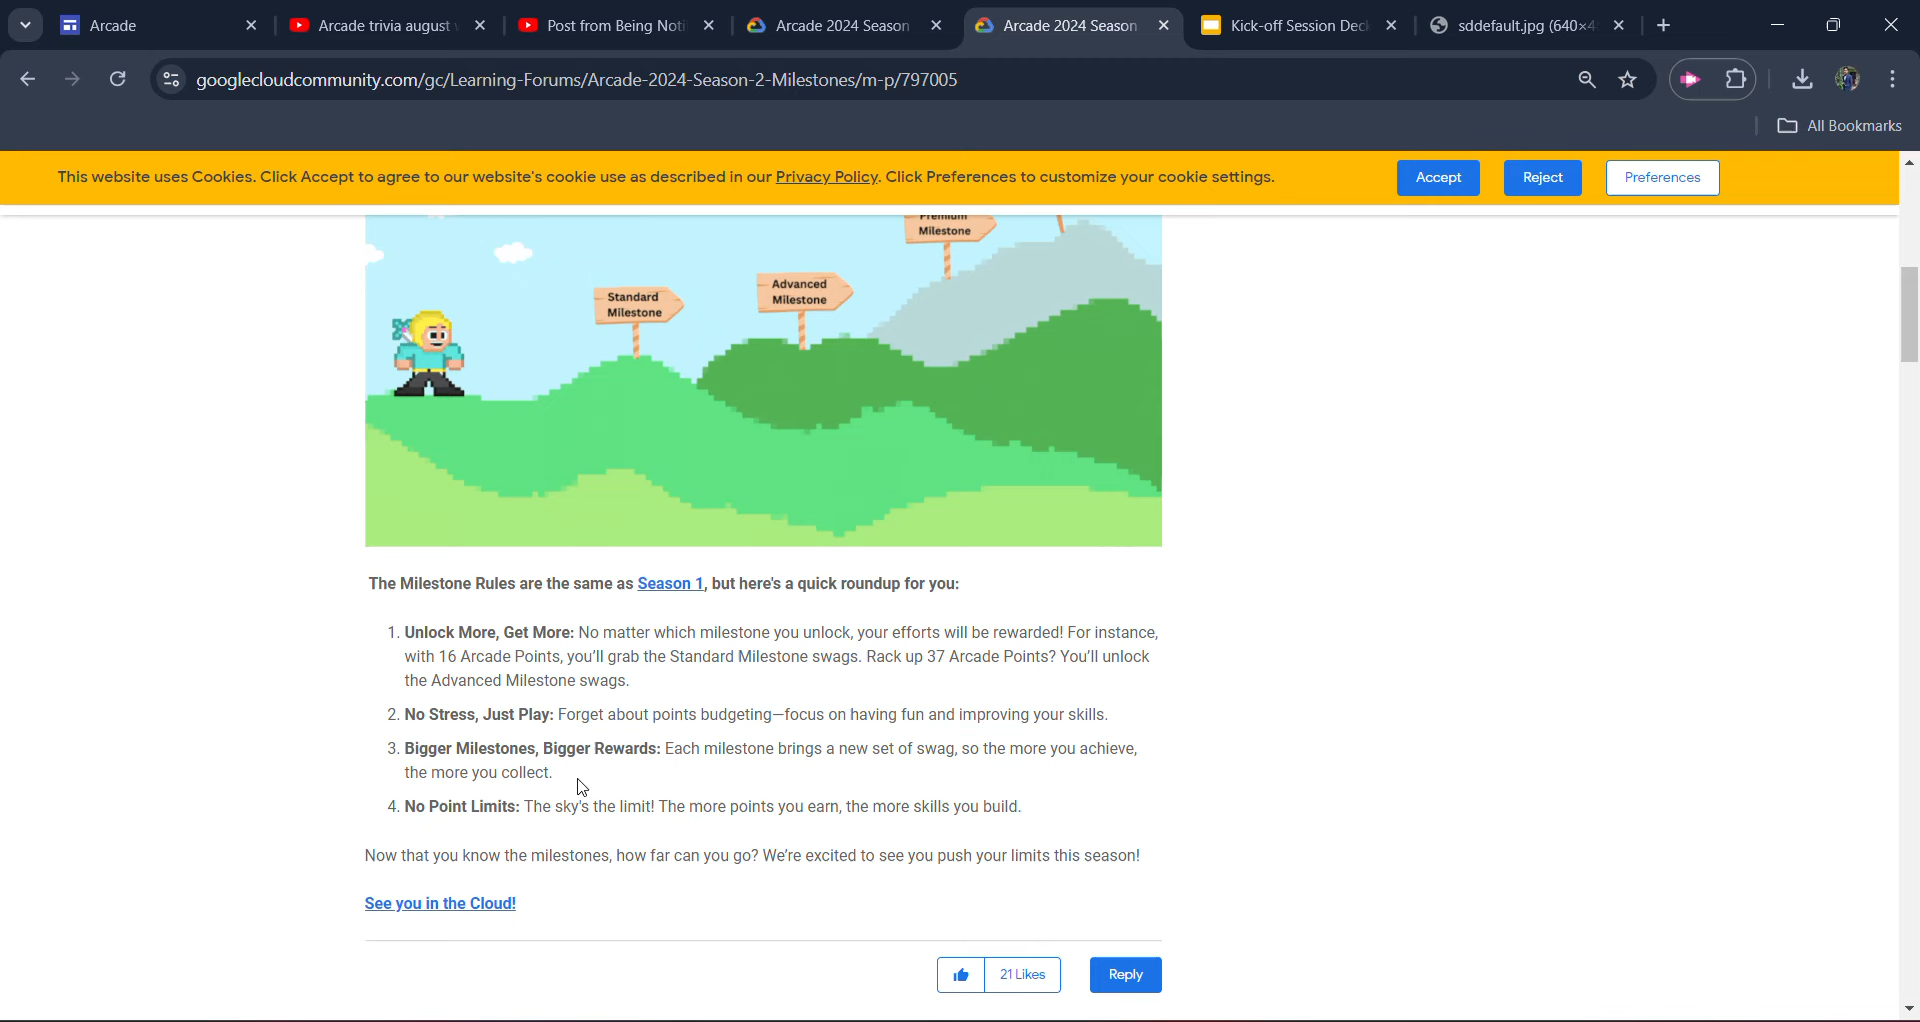 Arcade
Arcade trivia august
Post from Being Noti
Arcade 2024 Season
Arcade 2024 Season
Kick-off Session Dec
sddefault.jpg (640×4
googlecloudcommunity.com/gc/Learning-Forums/Arcade-2024-Season-2-Milestones/m-p/797005
All Bookmarks
This website uses Cookies. Click Accept to agree to our website's cookie use as described in our Privacy Policy. Click Preferences to customize your cookie settings.
Accept
Reject
Preferences
Premium
Milestone
Advanced
Milestone
Standard
Milestone
The Milestone Rules are the same as Season 1, but here's a quick roundup for you:
1. Unlock More, Get More: No matter which milestone you unlock, your efforts will be rewarded! For instance,
with 16 Arcade Points, you'll grab the Standard Milestone swags. Rack up 37 Arcade Points? You'll unlock
the Advanced Milestone swags.
2. No Stress, Just Play: Forget about points budgeting—focus on having fun and improving your skills.
3. Bigger Milestones, Bigger Rewards: Each milestone brings a new set of swag, so the more you achieve,
the more you collect.
4. No Point Limits: The sky's the limit! The more points you earn, the more skills you build.
Now that you know the milestones, how far can you go? We're excited to see you push your limits this season!
See you in the Cloud!
21 Likes
Reply